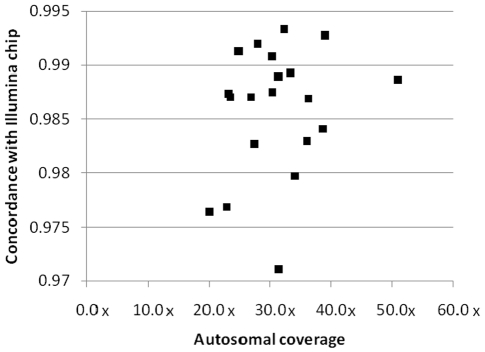 0.995
0.99
0.985
0.98
0.975
0.97
Concordance with Illumina chip
0.0 x 10.0 x 20.0 x 30.0 x 40.0 x 50.0 x 60.0 x
Autosomal coverage